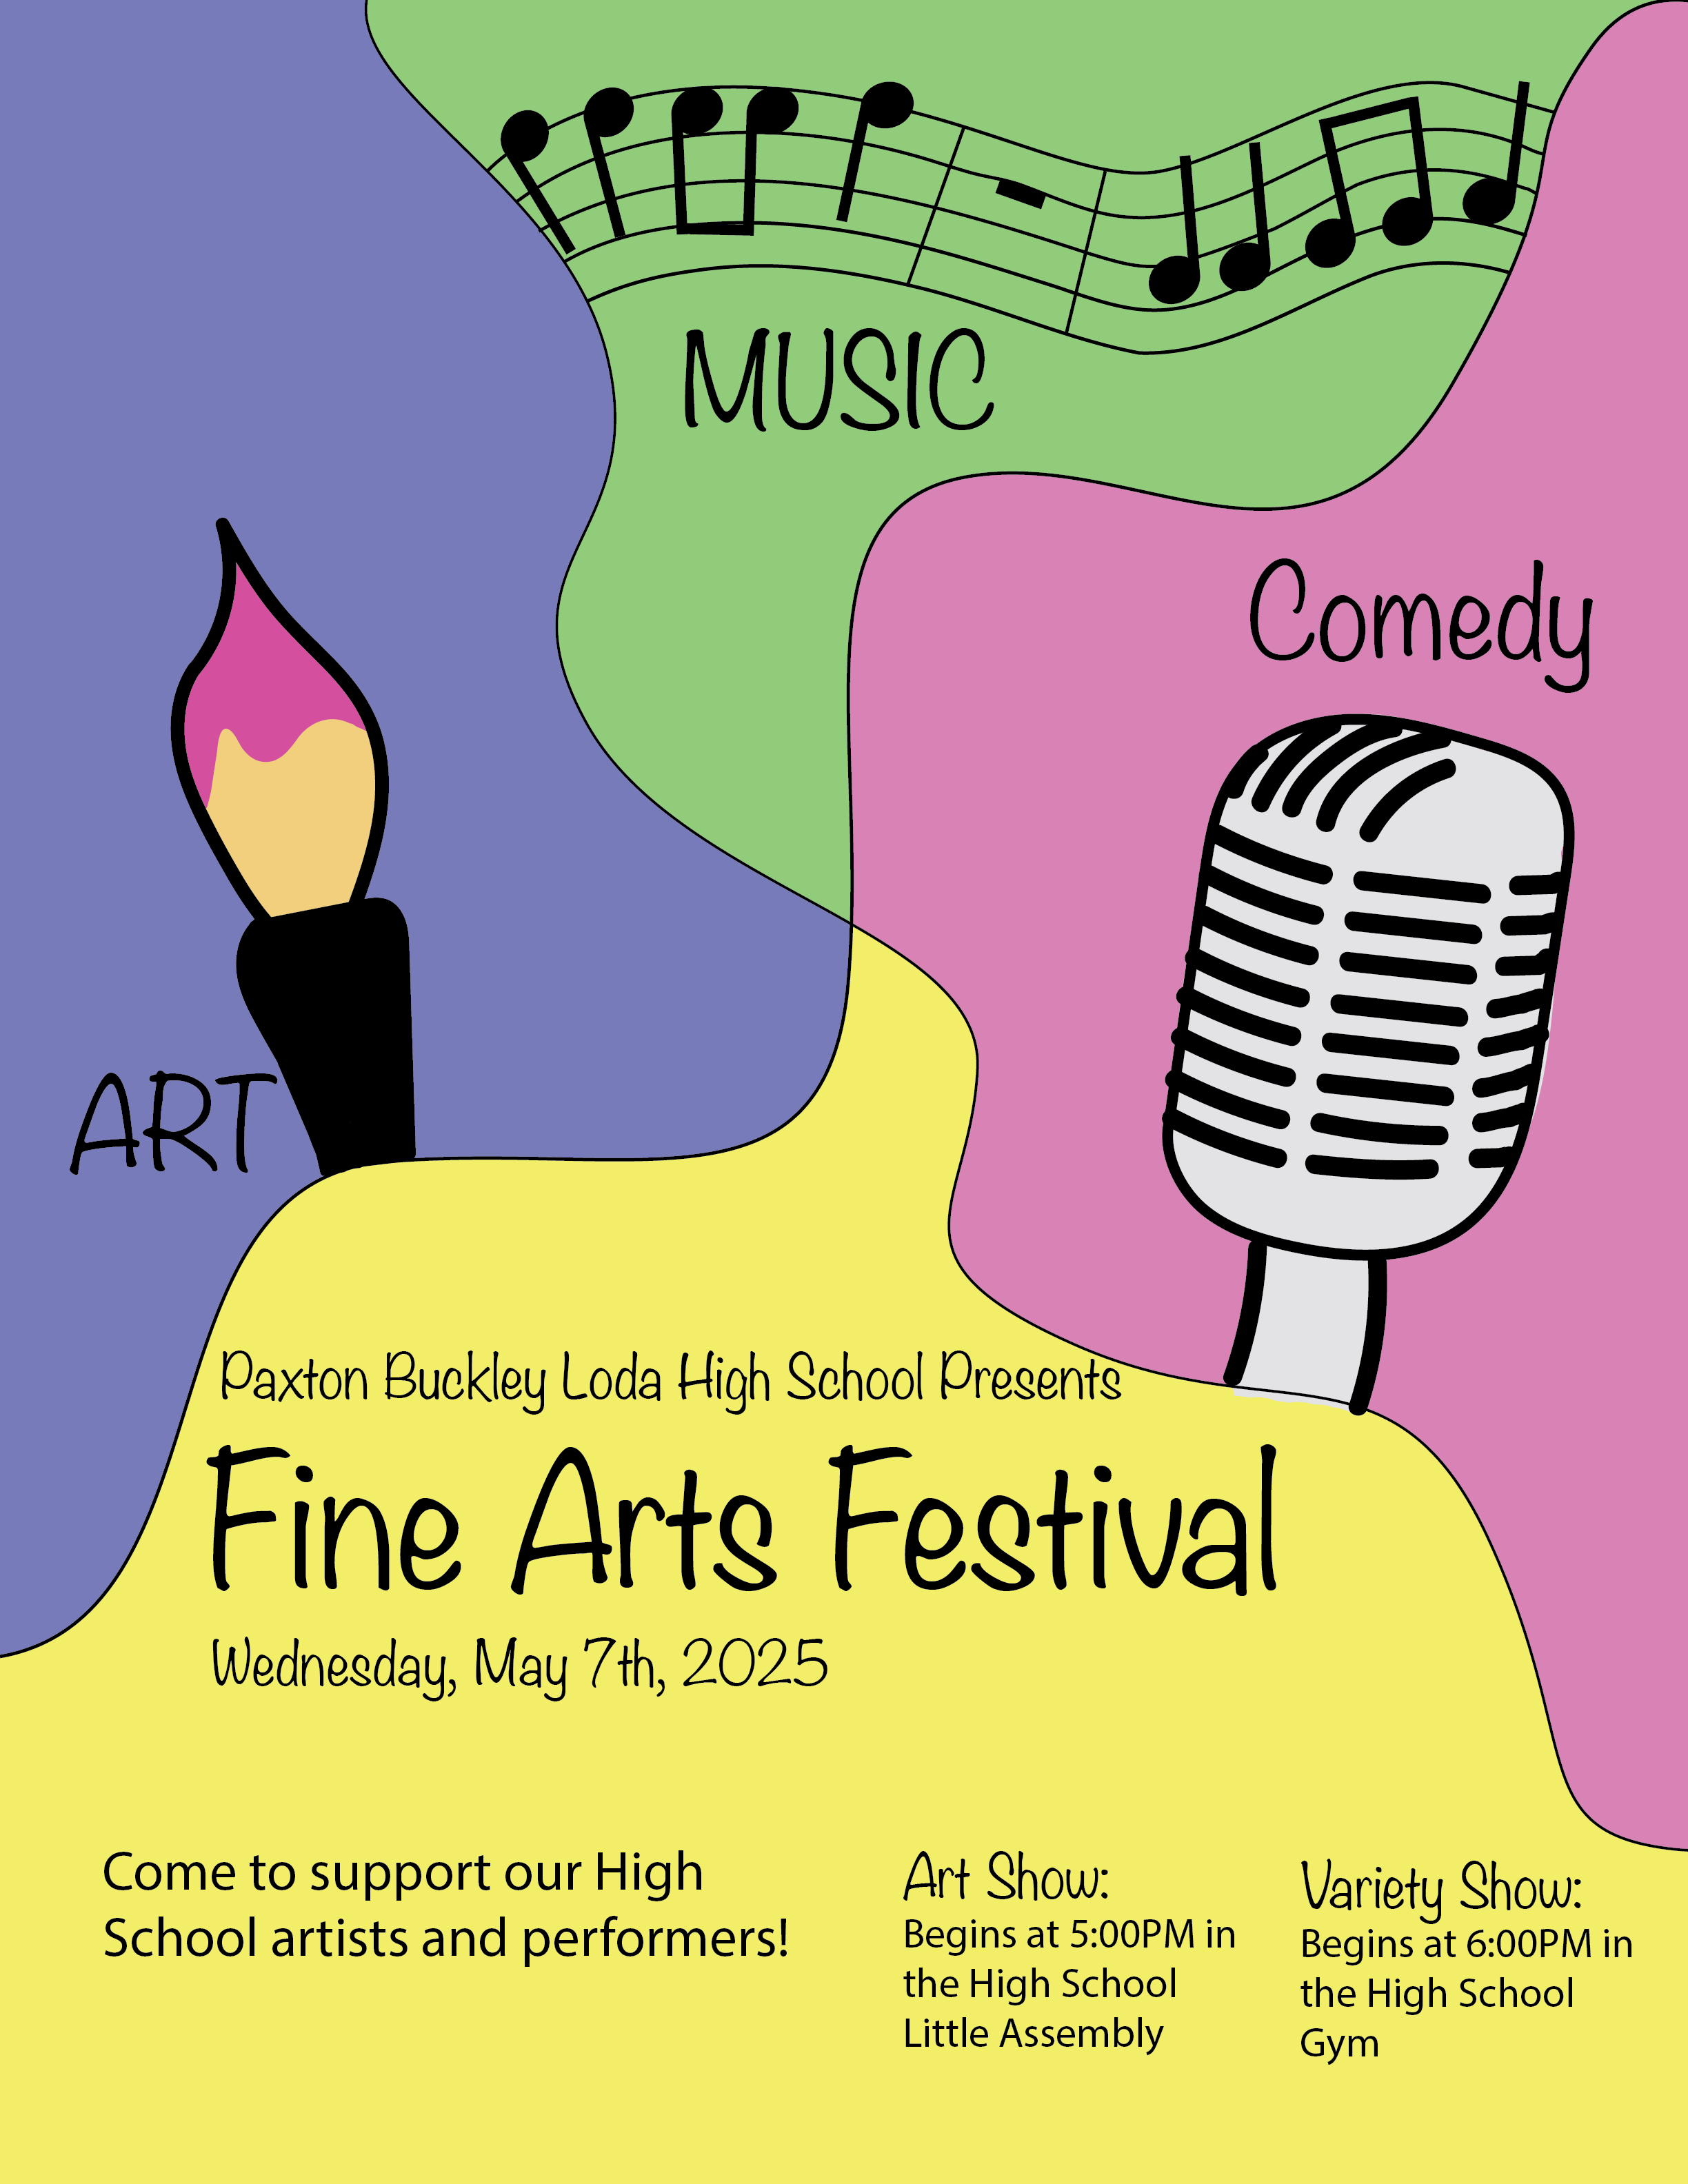 MUSIC
Comedy
ART
Paxton Buckley Loda High School Presents
Fine Arts Festival
Wednesday, May 7th, 2025
Come to support our High
School artists and performers!
Art Show:
Begins at 5:00PM in
the High School
Little Assembly
Variety Show:
Begins at 6:00PM in
the High School
Gym